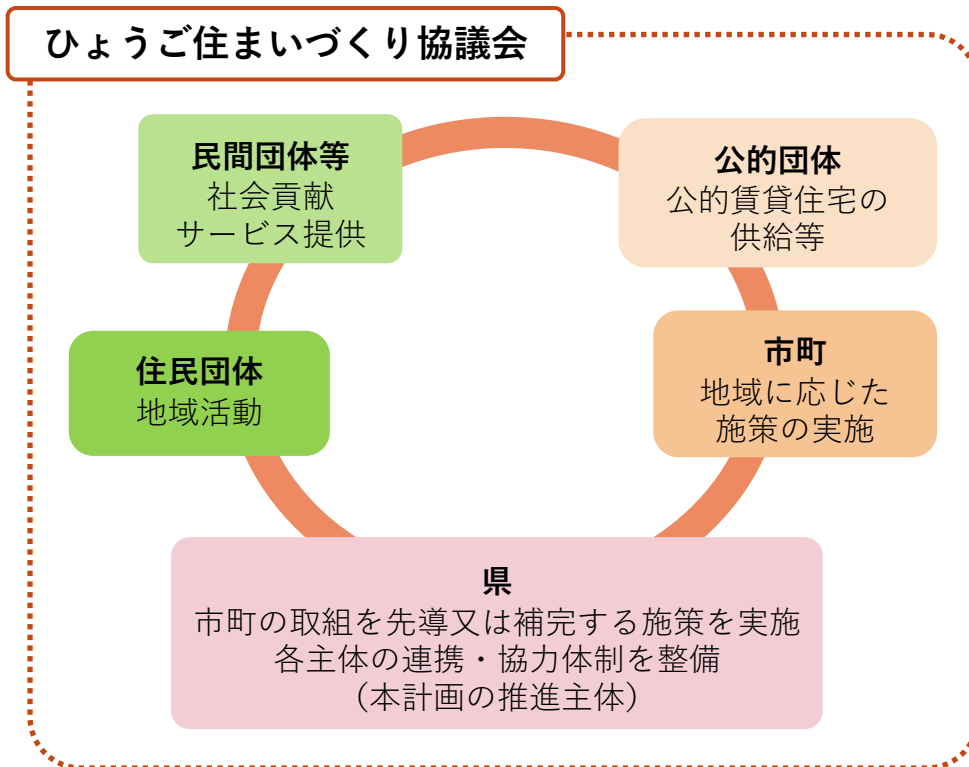 ひょうご住まいづくり協議会
民間団体等
社会貢献
サービス提供
公的団体
公的賃貸住宅の
供給等
住民団体
地域活動
市町
地域に応じた
施策の実施
県
市町の取組を先導又は補完する施策を実施
各主体の連携・協力体制を整備
（本計画の推進主体）